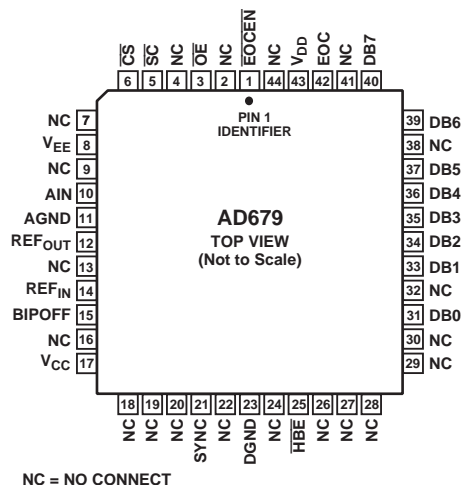 CS SC NC OE NC EOCEN NC VDD EOC NC DB7
6 5 4 3 2 1 44 43 42 41 40
PIN 1
IDENTIFIER
NC 7
VEE 8
NC 9
AIN 10
AGND 11
REFOUT 12
NC 13
REFIN 14
BIPOFF 15
NC 16
VCC 17
AD679
TOP VIEW
(Not to Scale)
39 DB6
38 NC
37 DB5
36 DB4
35 DB3
34 DB2
33 DB1
32 NC
31 DB0
30 NC
29 NC
18 19 20 21 22 23 24 25 26 27 28
NC NC NC SYNC NC DGND NC HBE NC NC NC
NC = NO CONNECT